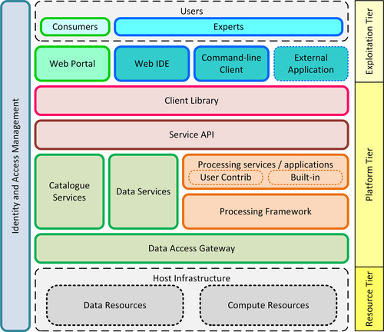 Users
Consumers
Experts
Web Portal
Web IDE
Command-line
Client
External
Application
Client Library
Service API
Catalogue
Services
Data Services
Processing services / applications
User Contrib
Built-in
Processing Framework
Data Access Gateway
Host Infrastructure
Data Resources
Compute Resources
Identity and Access Management
Exploitation Tier
Platform Tier
Resource Tier